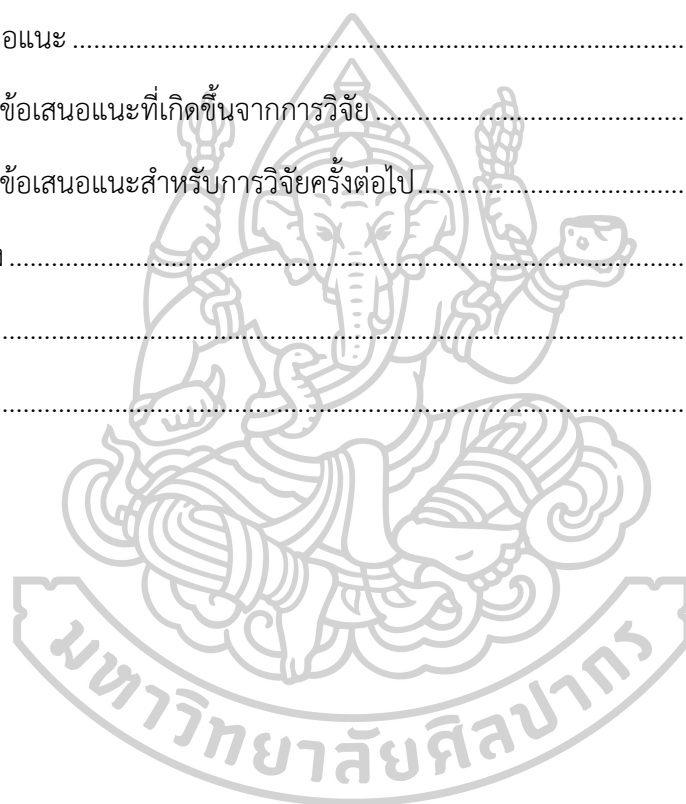 อแนะ ........................................................................................................
ข้อเสนอแนะที่เกิดขึ้นจากการวิจัย ....................................................
ข้อเสนอแนะสำหรับการวิจัยครั้งต่อไป .............................................
.....................................................................................................................
.....................................................................................................................
.....................................................................................................................
มหาวิทยาลัยศิลปากร